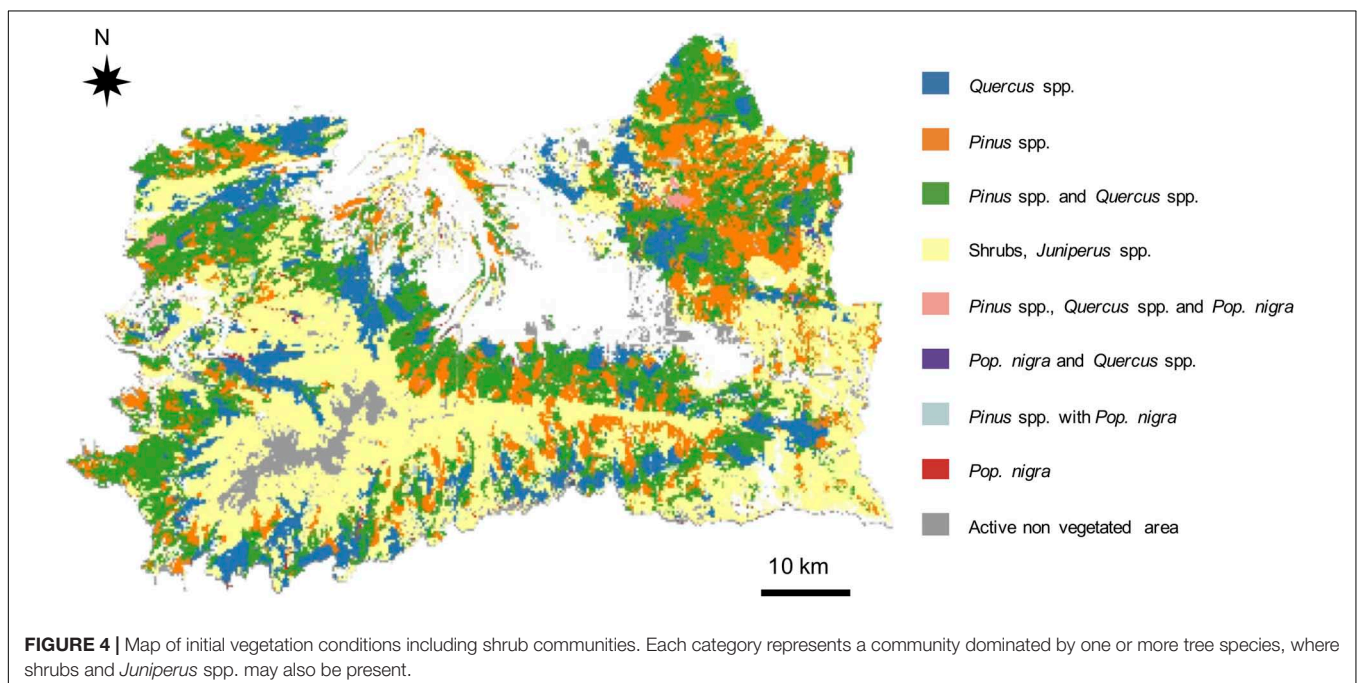 N
Quercus spp.
Pinus spp.
Pinus spp. and Quercus spp.
Shrubs, Juniperus spp.
Pinus spp., Quercus spp. and Pop. nigra
Pop. nigra and Quercus spp.
Pinus spp. with Pop. nigra
Pop. nigra
Active non vegetated area
10 km
FIGURE 4 | Map of initial vegetation conditions including shrub communities. Each category represents a community dominated by one or more tree species, where
shrubs and Juniperus spp. may also be present.